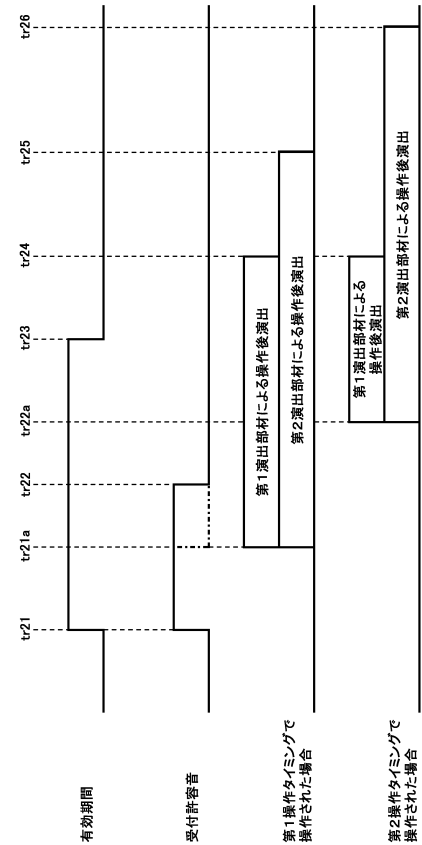 tr21
tr21a
tr22
tr22a
tr23
tr24
tr25
tr26
有効期間
受付許容音
第1操作タイミングで
操作された場合
第1演出部材による操作後演出
第2演出部材による操作後演出
第2操作タイミングで
操作された場合
第1演出部材による
操作後演出
第2演出部材による操作後演出